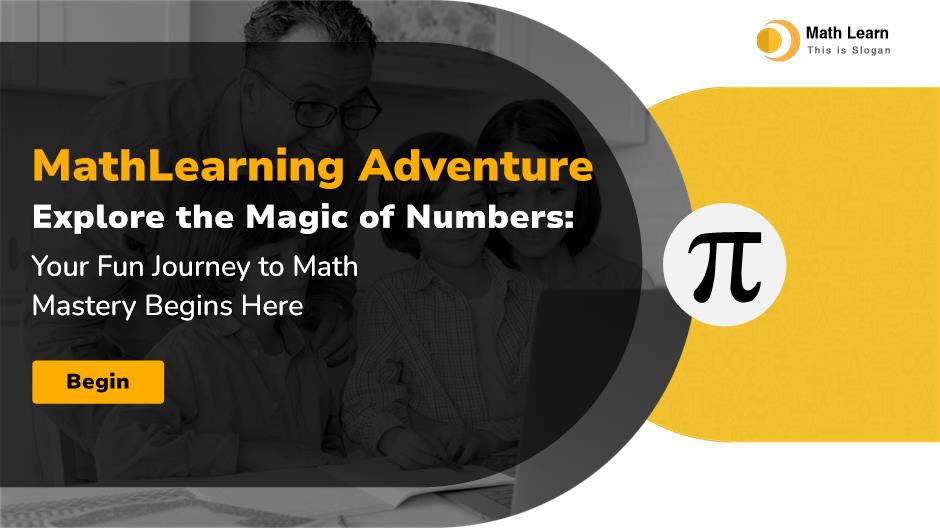 Math Learn
This is Slogan
MathLearning Adventure
Explore the Magic of Numbers:
Your Fun Journey to Math
Mastery Begins Here
Begin
π